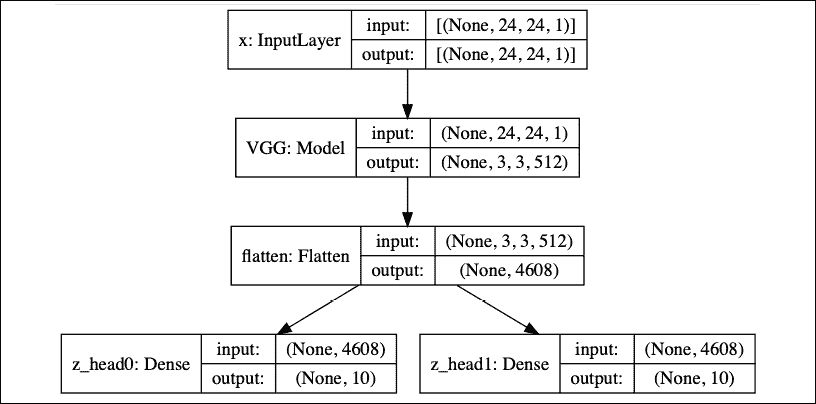 x: InputLayer input: [(None, 24, 24, 1)]
output: [(None, 24, 24, 1)]
VGG: Model input: (None, 24, 24, 1)
output: (None, 3, 3, 512)
flatten: Flatten input: (None, 3, 3, 512)
output: (None, 4608)
z_head0: Dense input: (None, 4608)
output: (None, 10)
z_head1: Dense input: (None, 4608)
output: (None, 10)